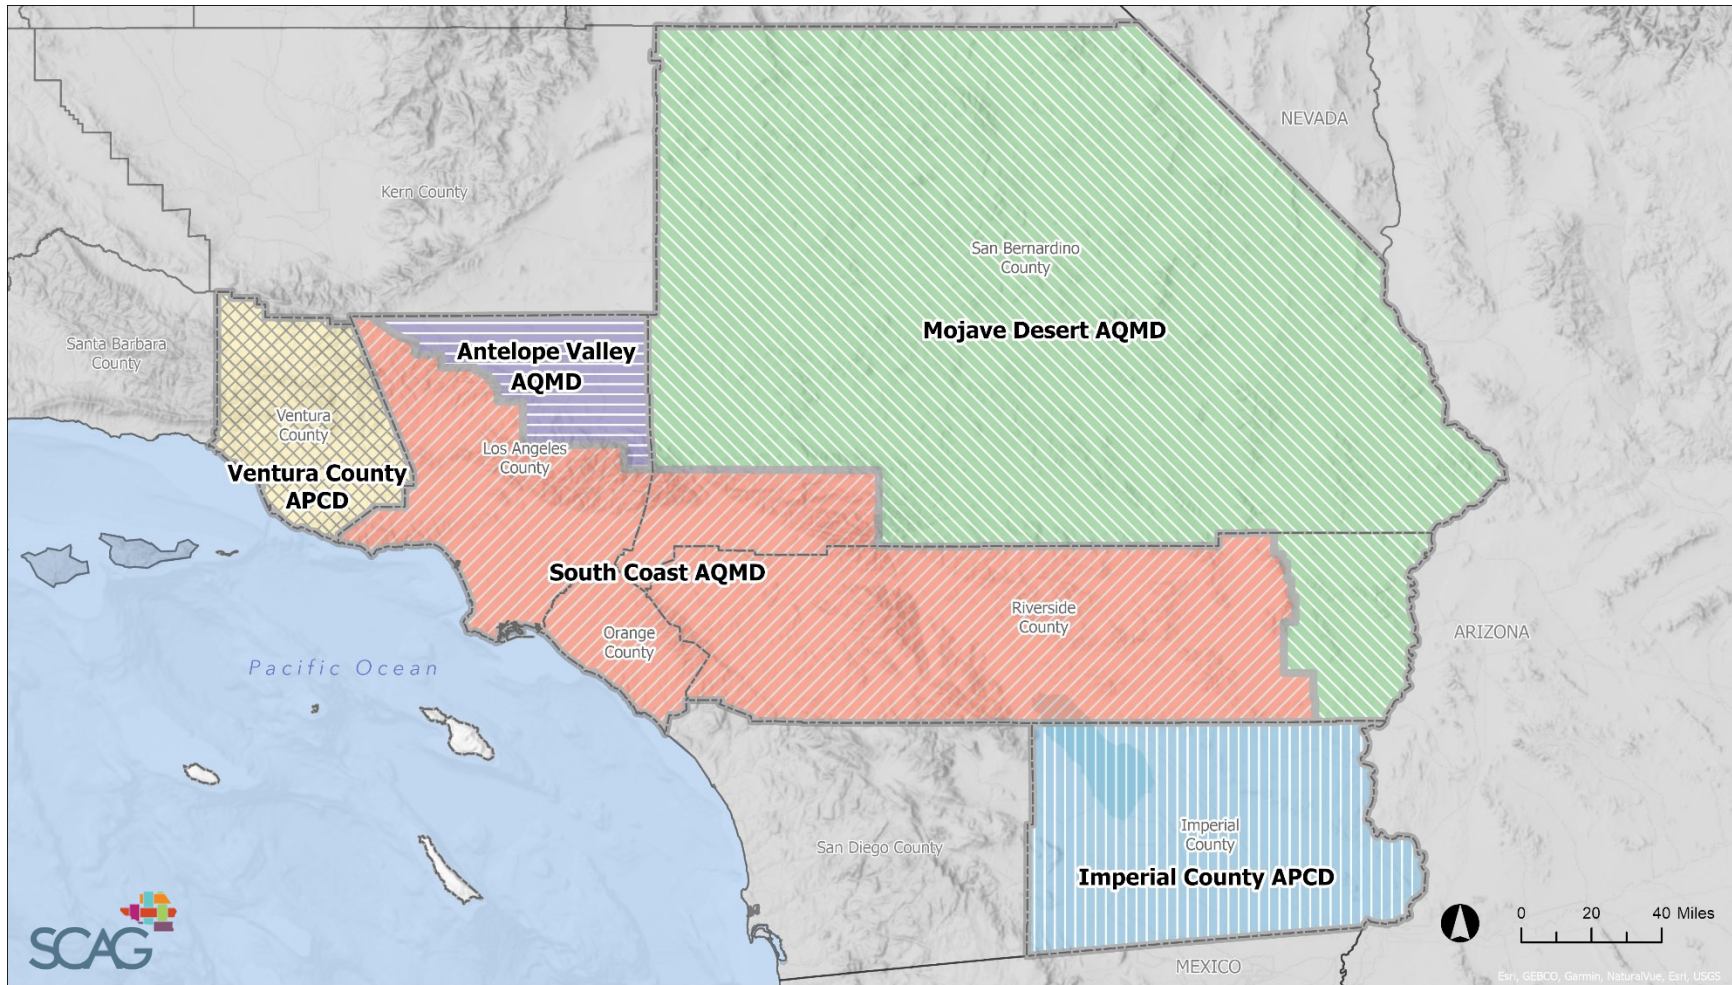 NEVADA
Kern County
San Bernardino
County
Mojave Desert AQMD
Santa Barbara
County
Antelope Valley
AQMD
Ventura
County
Los Angeles
County
Ventura County
APCD
South Coast AQMD
Riverside
County
Orange
County
ARIZONA
Pacific Ocean
Imperial
County
San Diego County
Imperial County APCD
0 20 40 Miles
SCAG
MEXICO
Esri, GEBCO, Garmin, NaturalVue, Esri, USGS